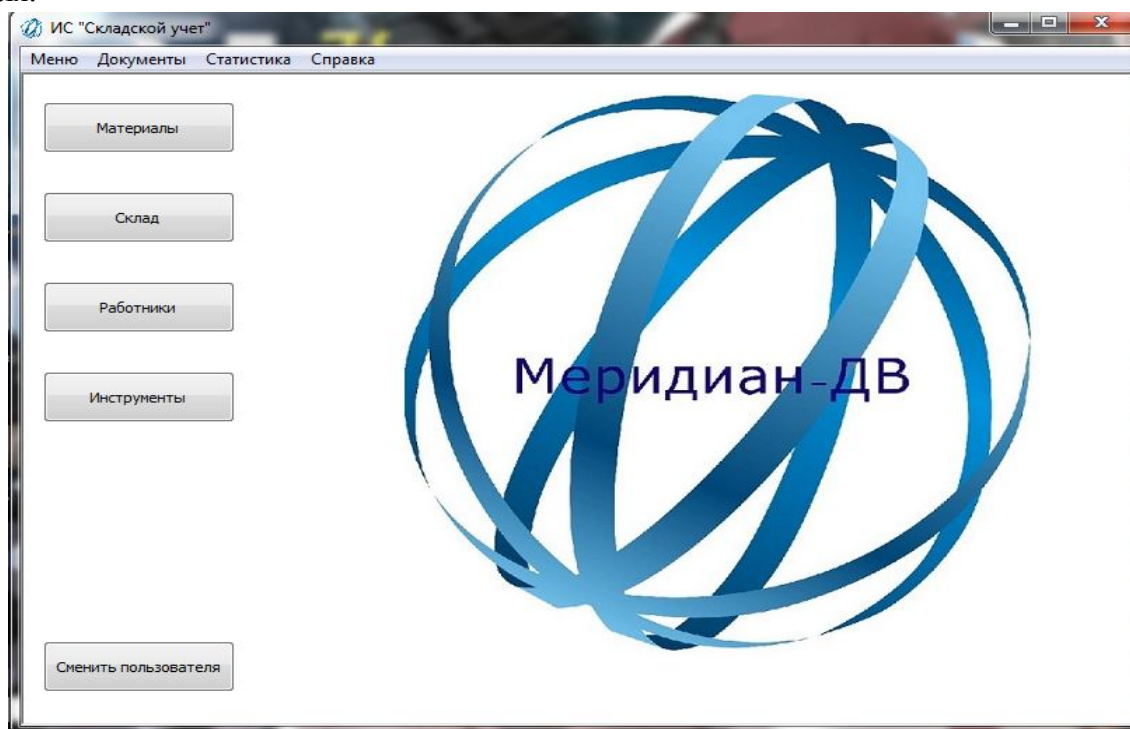 ИС "Складской учет"
Меню Документы Статистика Справка
Материалы
Склад
Работники
Инструменты
Меридиан-ДВ
Сменить пользователя